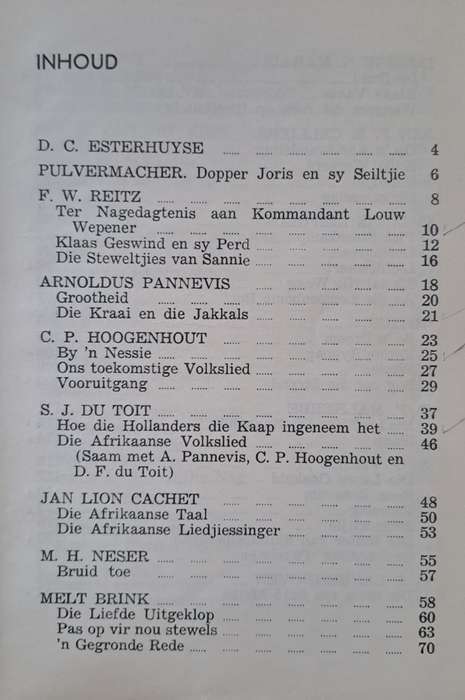 INHOUD
D. C. ESTERHUYSE ...... ...... ...... ...... 4
PULVERMACHER. Dopper Joris en sy Seiltjie 6
F. W. REITZ ...... ...... ...... ...... ...... ...... 8
Ter Nagedagtenis aan Kommandant Louw
Wepener ...... ...... ...... ...... ...... ...... 10
Klaas Geswind en sy Perd ...... ...... ...... ...... 12
Die Steweltjies van Sannie ...... ...... ...... ...... 16
ARNOLDUS PANNEVIS ...... ...... ...... ...... 18
Grootheid ...... ...... ...... ...... ...... ...... 20
Die Kraai en die Jakkals ...... ...... ...... ...... 21
C. P. HOOGENHOUT ...... ...... ...... ...... 23
By 'n Nessie ...... ...... ...... ...... ...... ...... 25
Ons toekomstige Volkslied ...... ...... ...... ...... 27
Vooruitgang ...... ...... ...... ...... ...... ...... 29
S. J. DU TOIT ...... ...... ...... ...... ...... ...... 37
Hoe die Hollanders die Kaap ingeneem het ...... 39
Die Afrikaanse Volkslied ...... ...... ...... ...... 46
(Saam met A. Pannevis, C. P. Hoogenhout en
D. F. du Toit)
JAN LION CACHET ...... ...... ...... ...... 48
Die Afrikaanse Taal ...... ...... ...... ...... ...... 50
Die Afrikaanse Liedjiessinger ...... ...... ...... 53
M. H. NESER ...... ...... ...... ...... ...... ...... 55
Bruid toe ...... ...... ...... ...... ...... ...... 57
MELT BRINK ...... ...... ...... ...... ...... ...... 58
Die Liefde Uitgeklop ...... ...... ...... ...... ...... 60
Pas op vir nou stewels ...... ...... ...... ...... ...... 63
'n Gegronde Rede ...... ...... ...... ...... ...... ...... 70